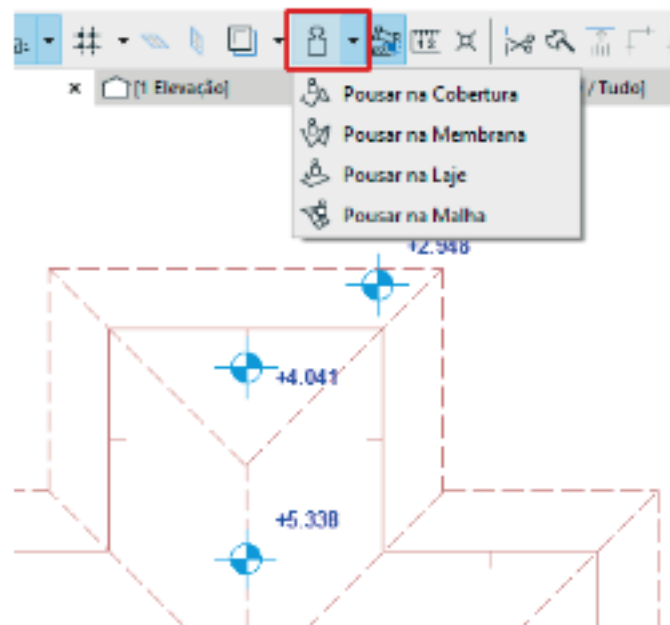 [1 Elevação]
/ Tudo]
Pousar na Cobertura
Pousar na Membrana
Pousar na Laje
Pousar na Malha
+2.948
+4.041
+5.338